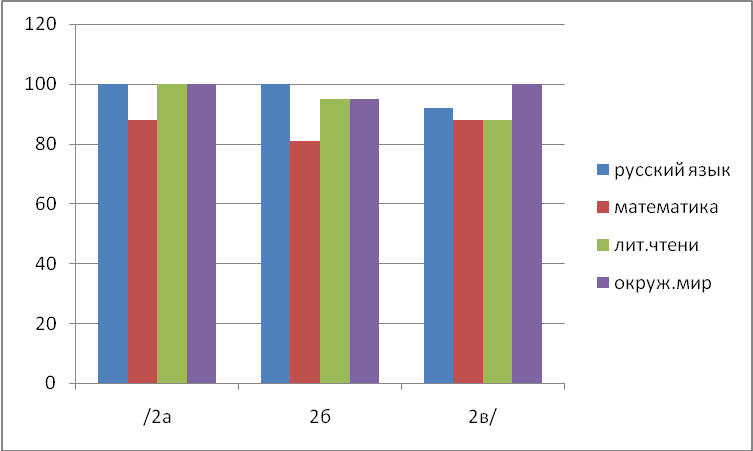 120
100
80
60
40
20
0
/2а 2б 2в/
русский язык
математика
лит.чтени
окруж.мир